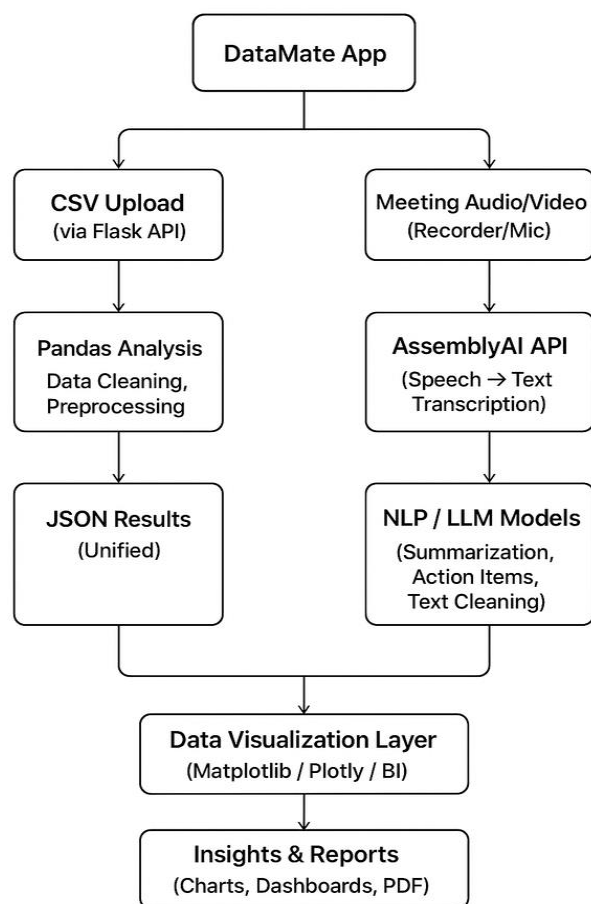 DataMate App
CSV Upload
(via Flask API)
Meeting Audio/Video
(Recorder/Mic)
Pandas Analysis
Data Cleaning,
Preprocessing
AssemblyAI API
(Speech → Text
Transcription)
JSON Results
(Unified)
NLP / LLM Models
(Summarization,
Action Items,
Text Cleaning)
Data Visualization Layer
(Matplotlib / Plotly / BI)
Insights & Reports
(Charts, Dashboards, PDF)